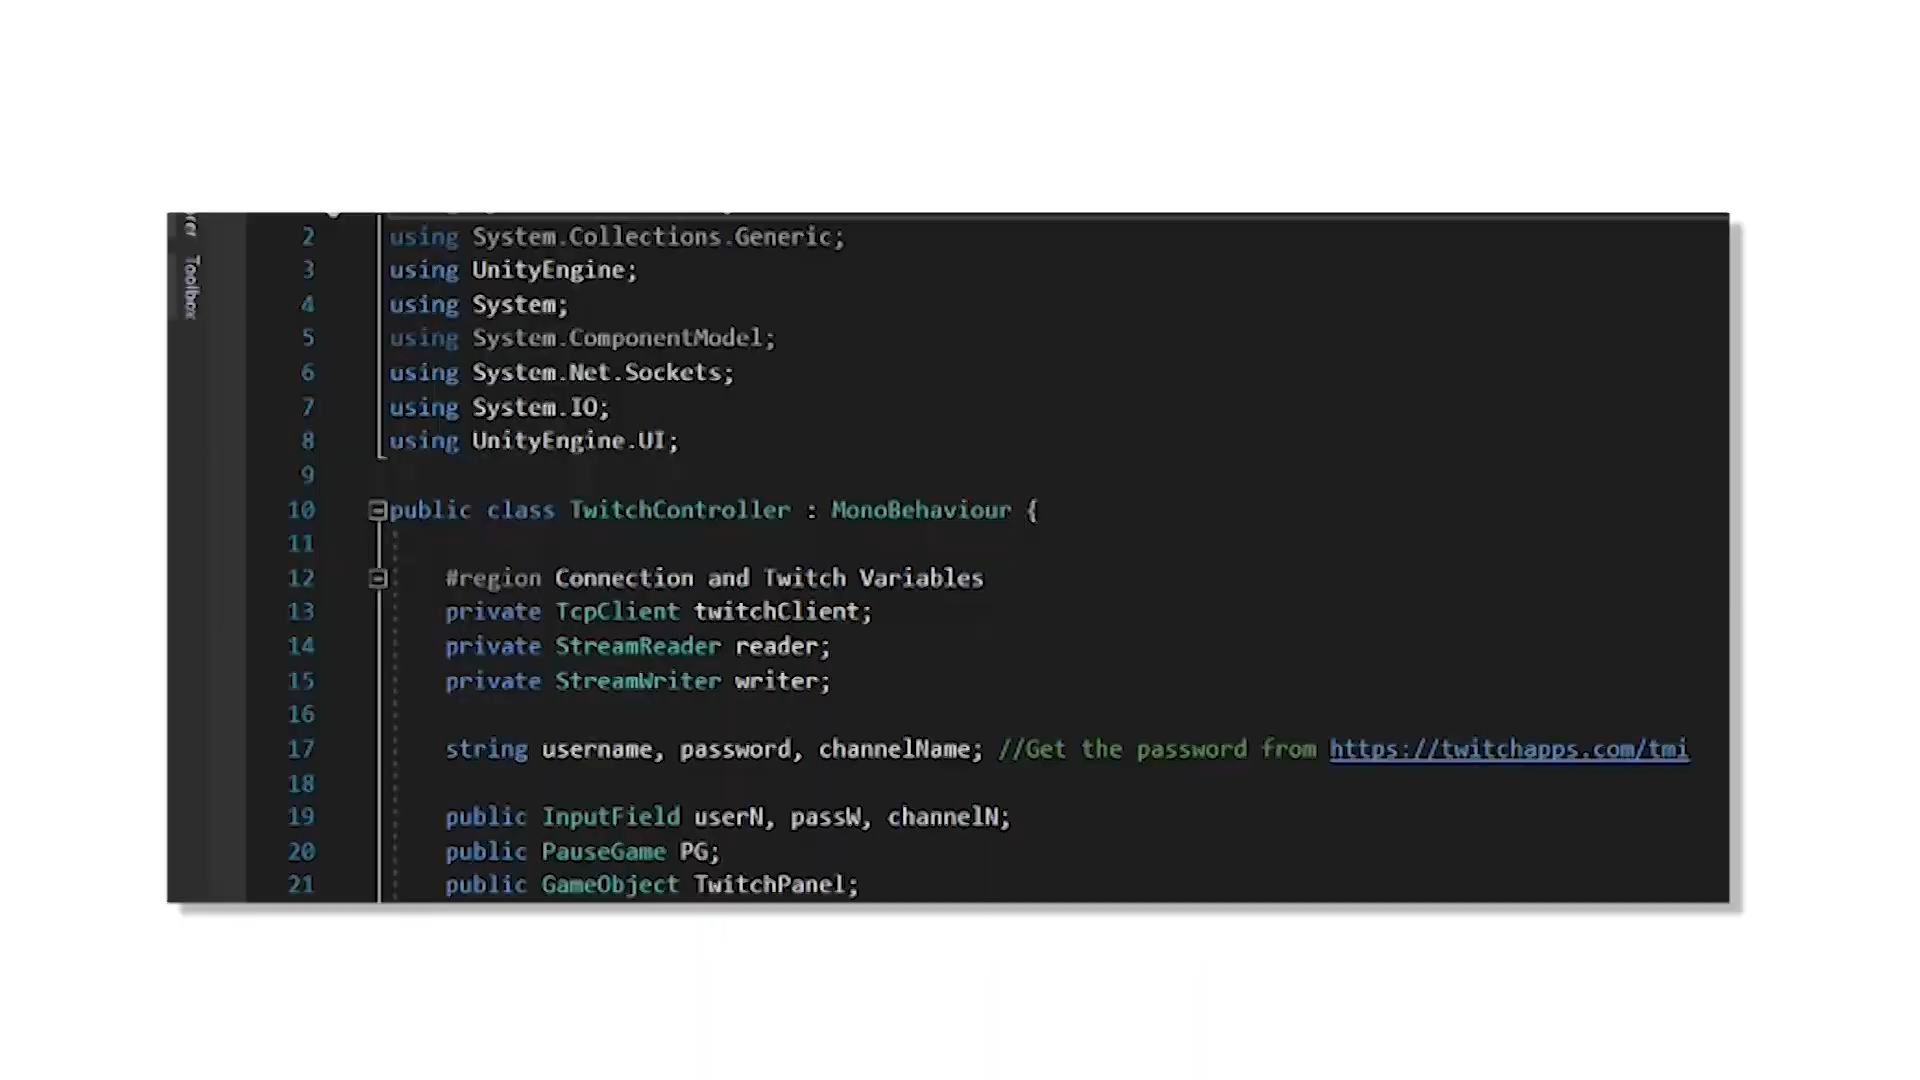 Toolbox
2 using System.Collections.Generic;
3 using UnityEngine;
4 using System;
5 using System.ComponentModel;
6 using System.Net.Sockets;
7 using System.IO;
8 using UnityEngine.UI;
9
10 public class TwitchController : MonoBehaviour {
11
12 #region Connection and Twitch Variables
13 private TcpClient twitchClient;
14 private StreamReader reader;
15 private StreamWriter writer;
16
17 string username, password, channelName; //Get the password from https://twitchapps.com/tmi
18
19 public InputField userN, passW, channelN;
20 public PauseGame PG;
21 public GameObject TwitchPanel;